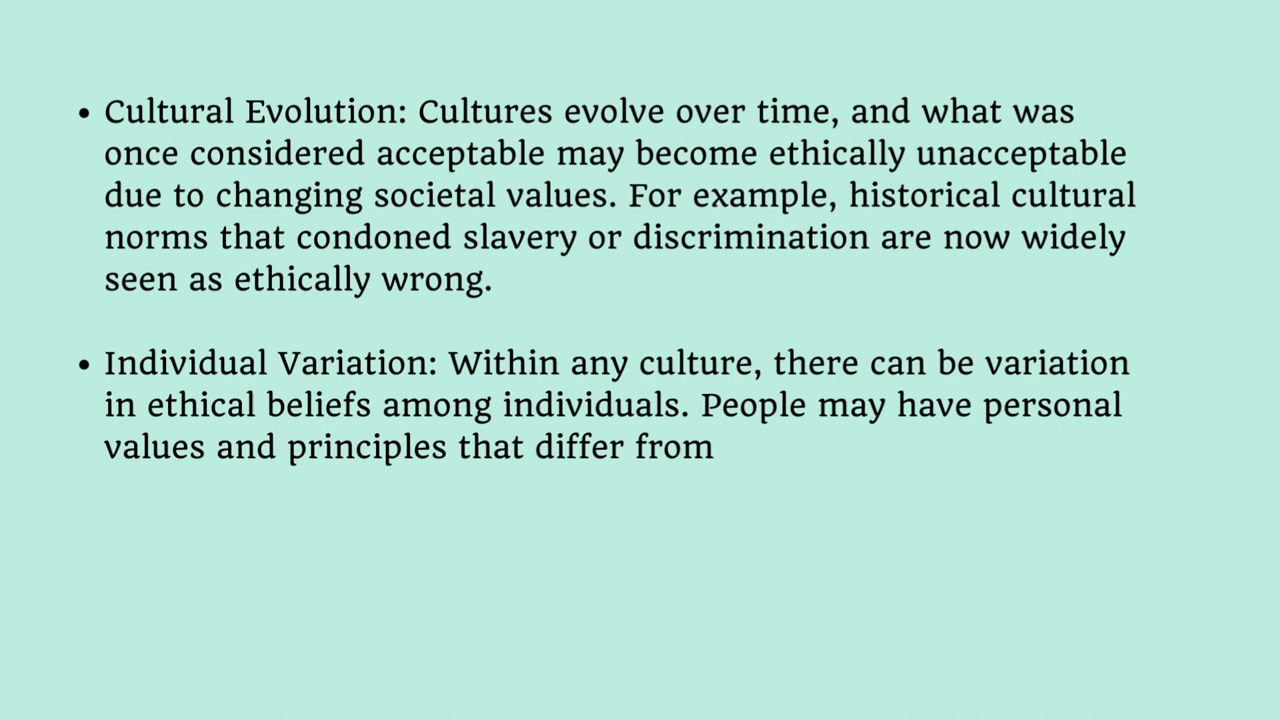 • Cultural Evolution: Cultures evolve over time, and what was
once considered acceptable may become ethically unacceptable
due to changing societal values. For example, historical cultural
norms that condoned slavery or discrimination are now widely
seen as ethically wrong.
• Individual Variation: Within any culture, there can be variation
in ethical beliefs among individuals. People may have personal
values and principles that differ from